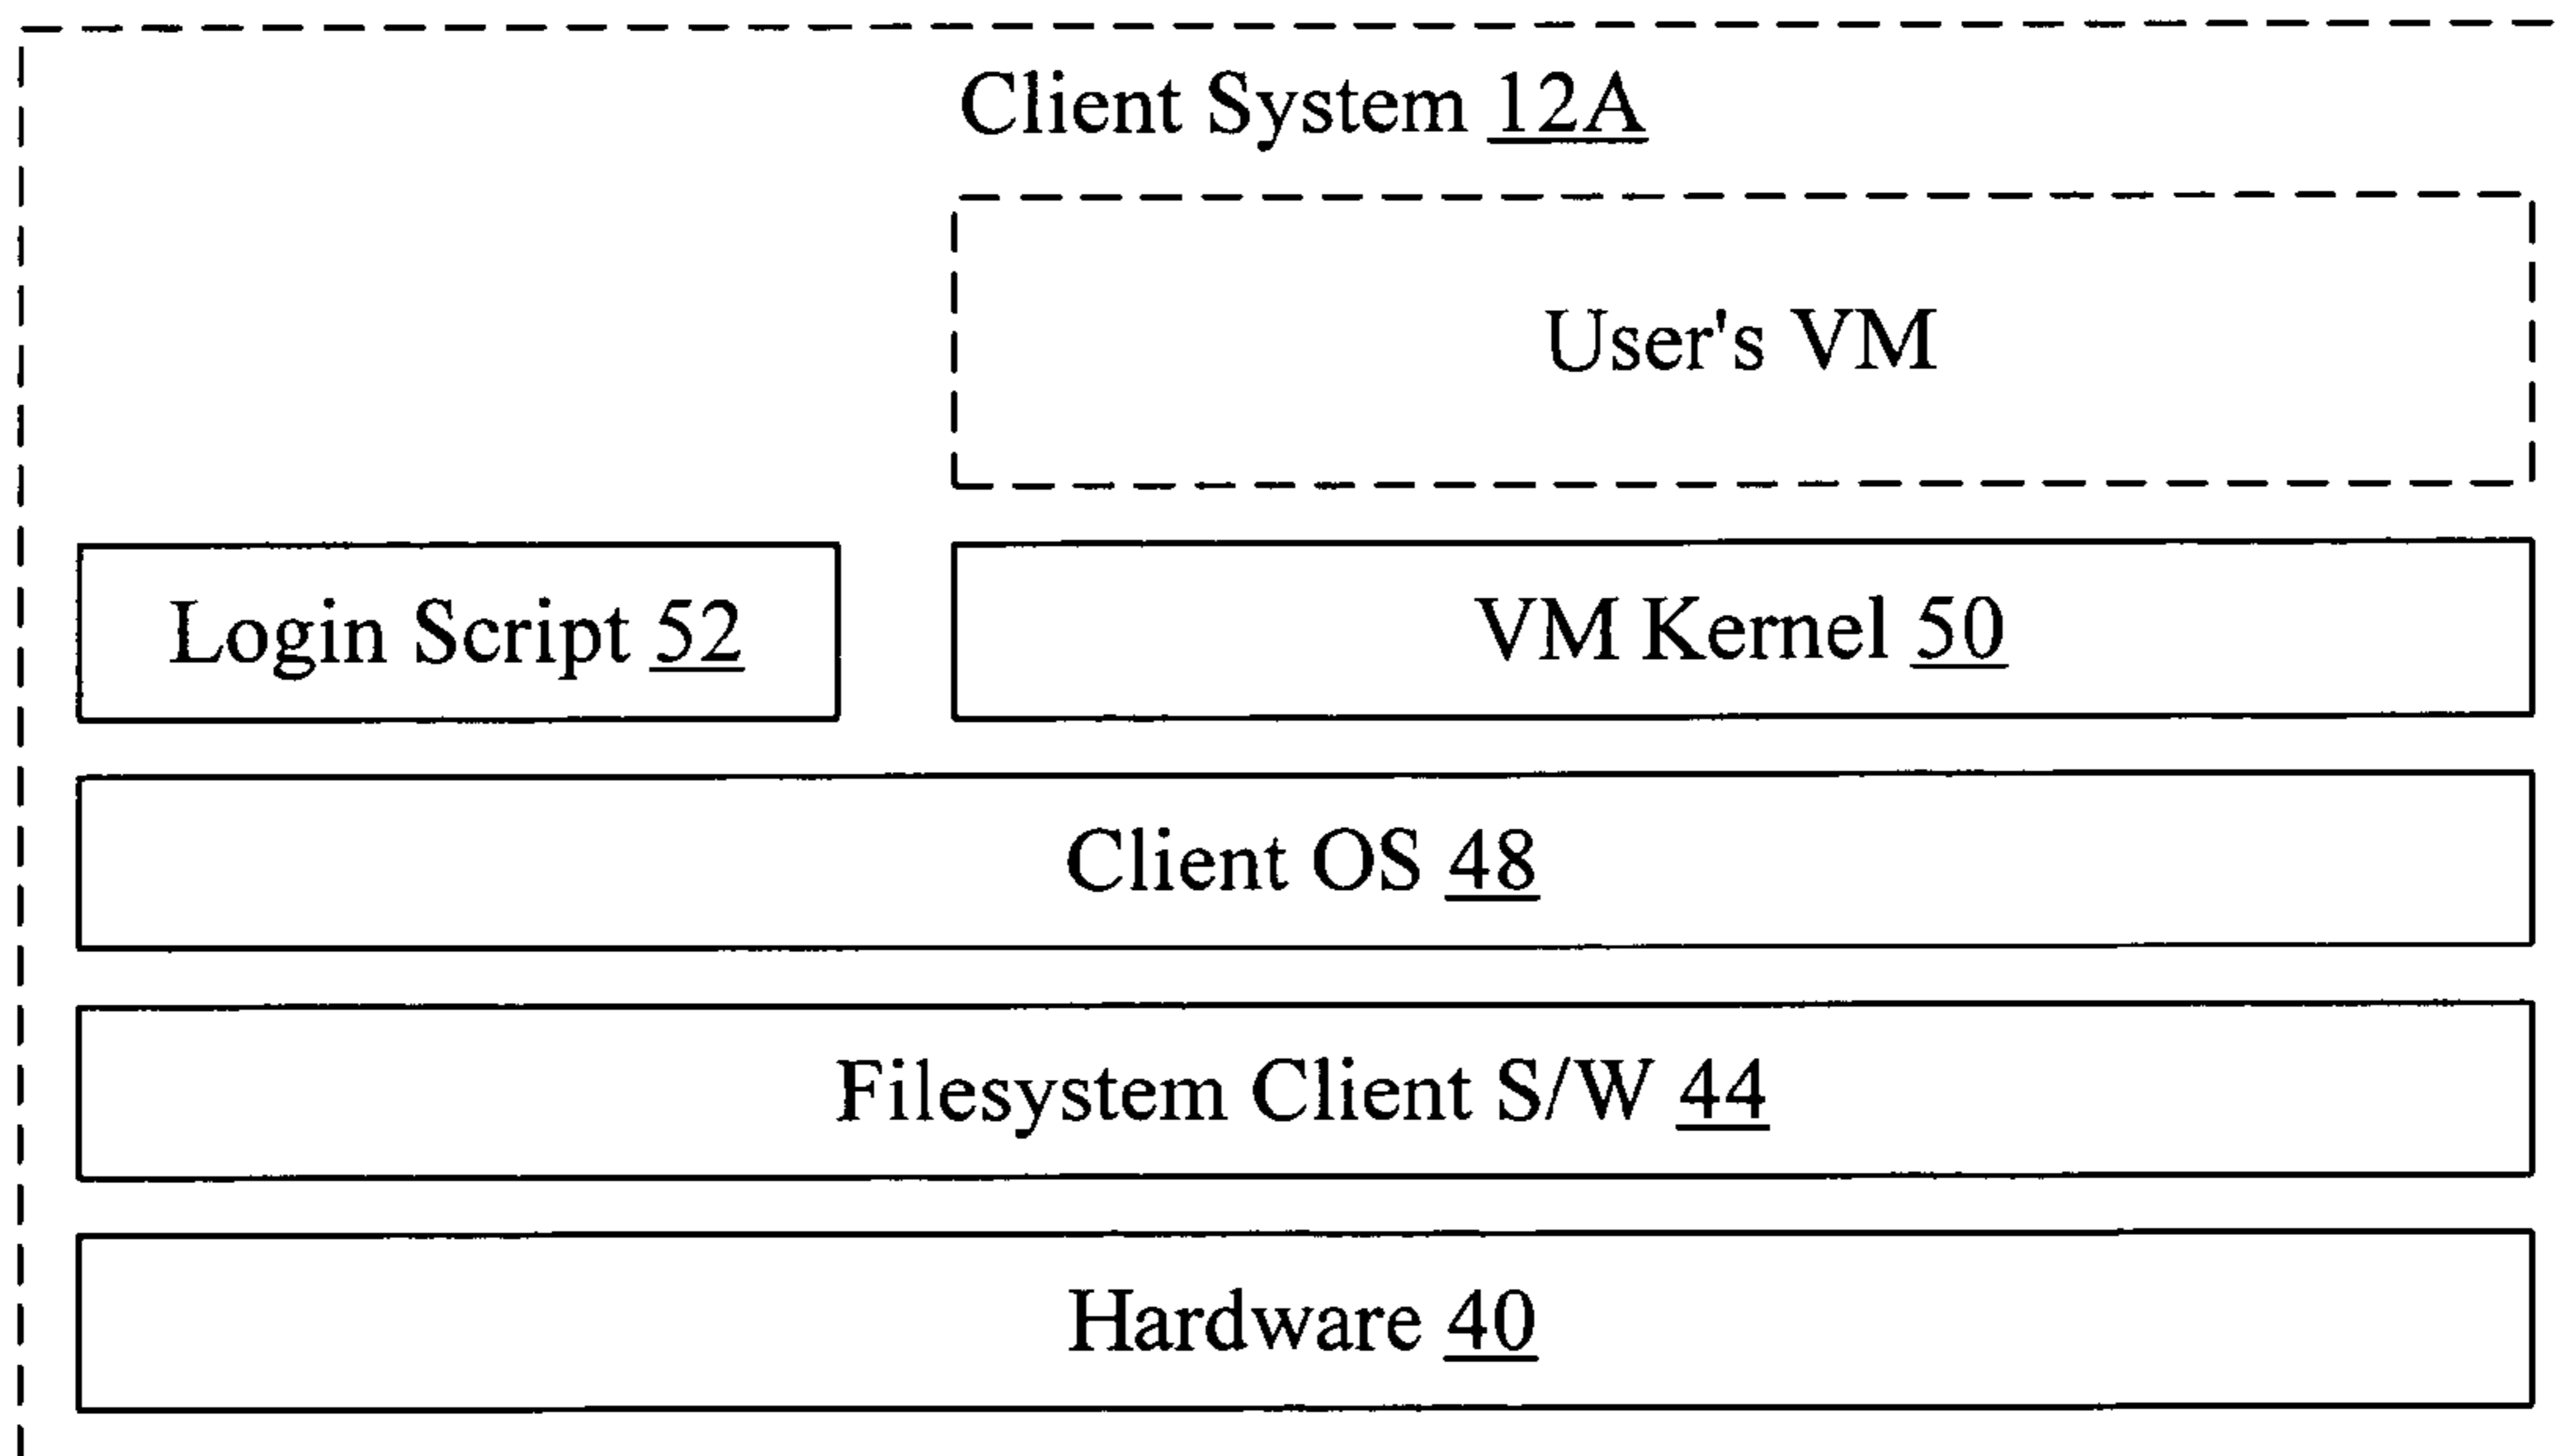 Client System 12A
User's VM
Login Script 52
VM Kernel 50
Client OS 48
Filesystem Client S/W 44
Hardware 40